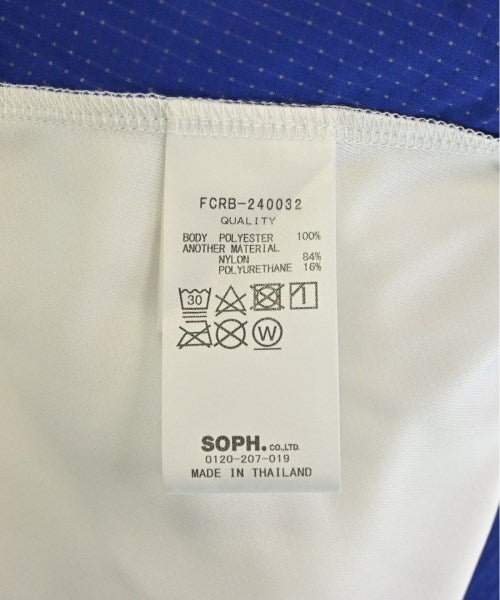 FCRB-240032
QUALITY
BODY POLYESTER 100%
ANOTHER MATERIAL
NYLON 84%
POLYURETHANE 16%
30
W
SOPH. CO.,LTD.
0120-207-019
MADE IN THAILAND